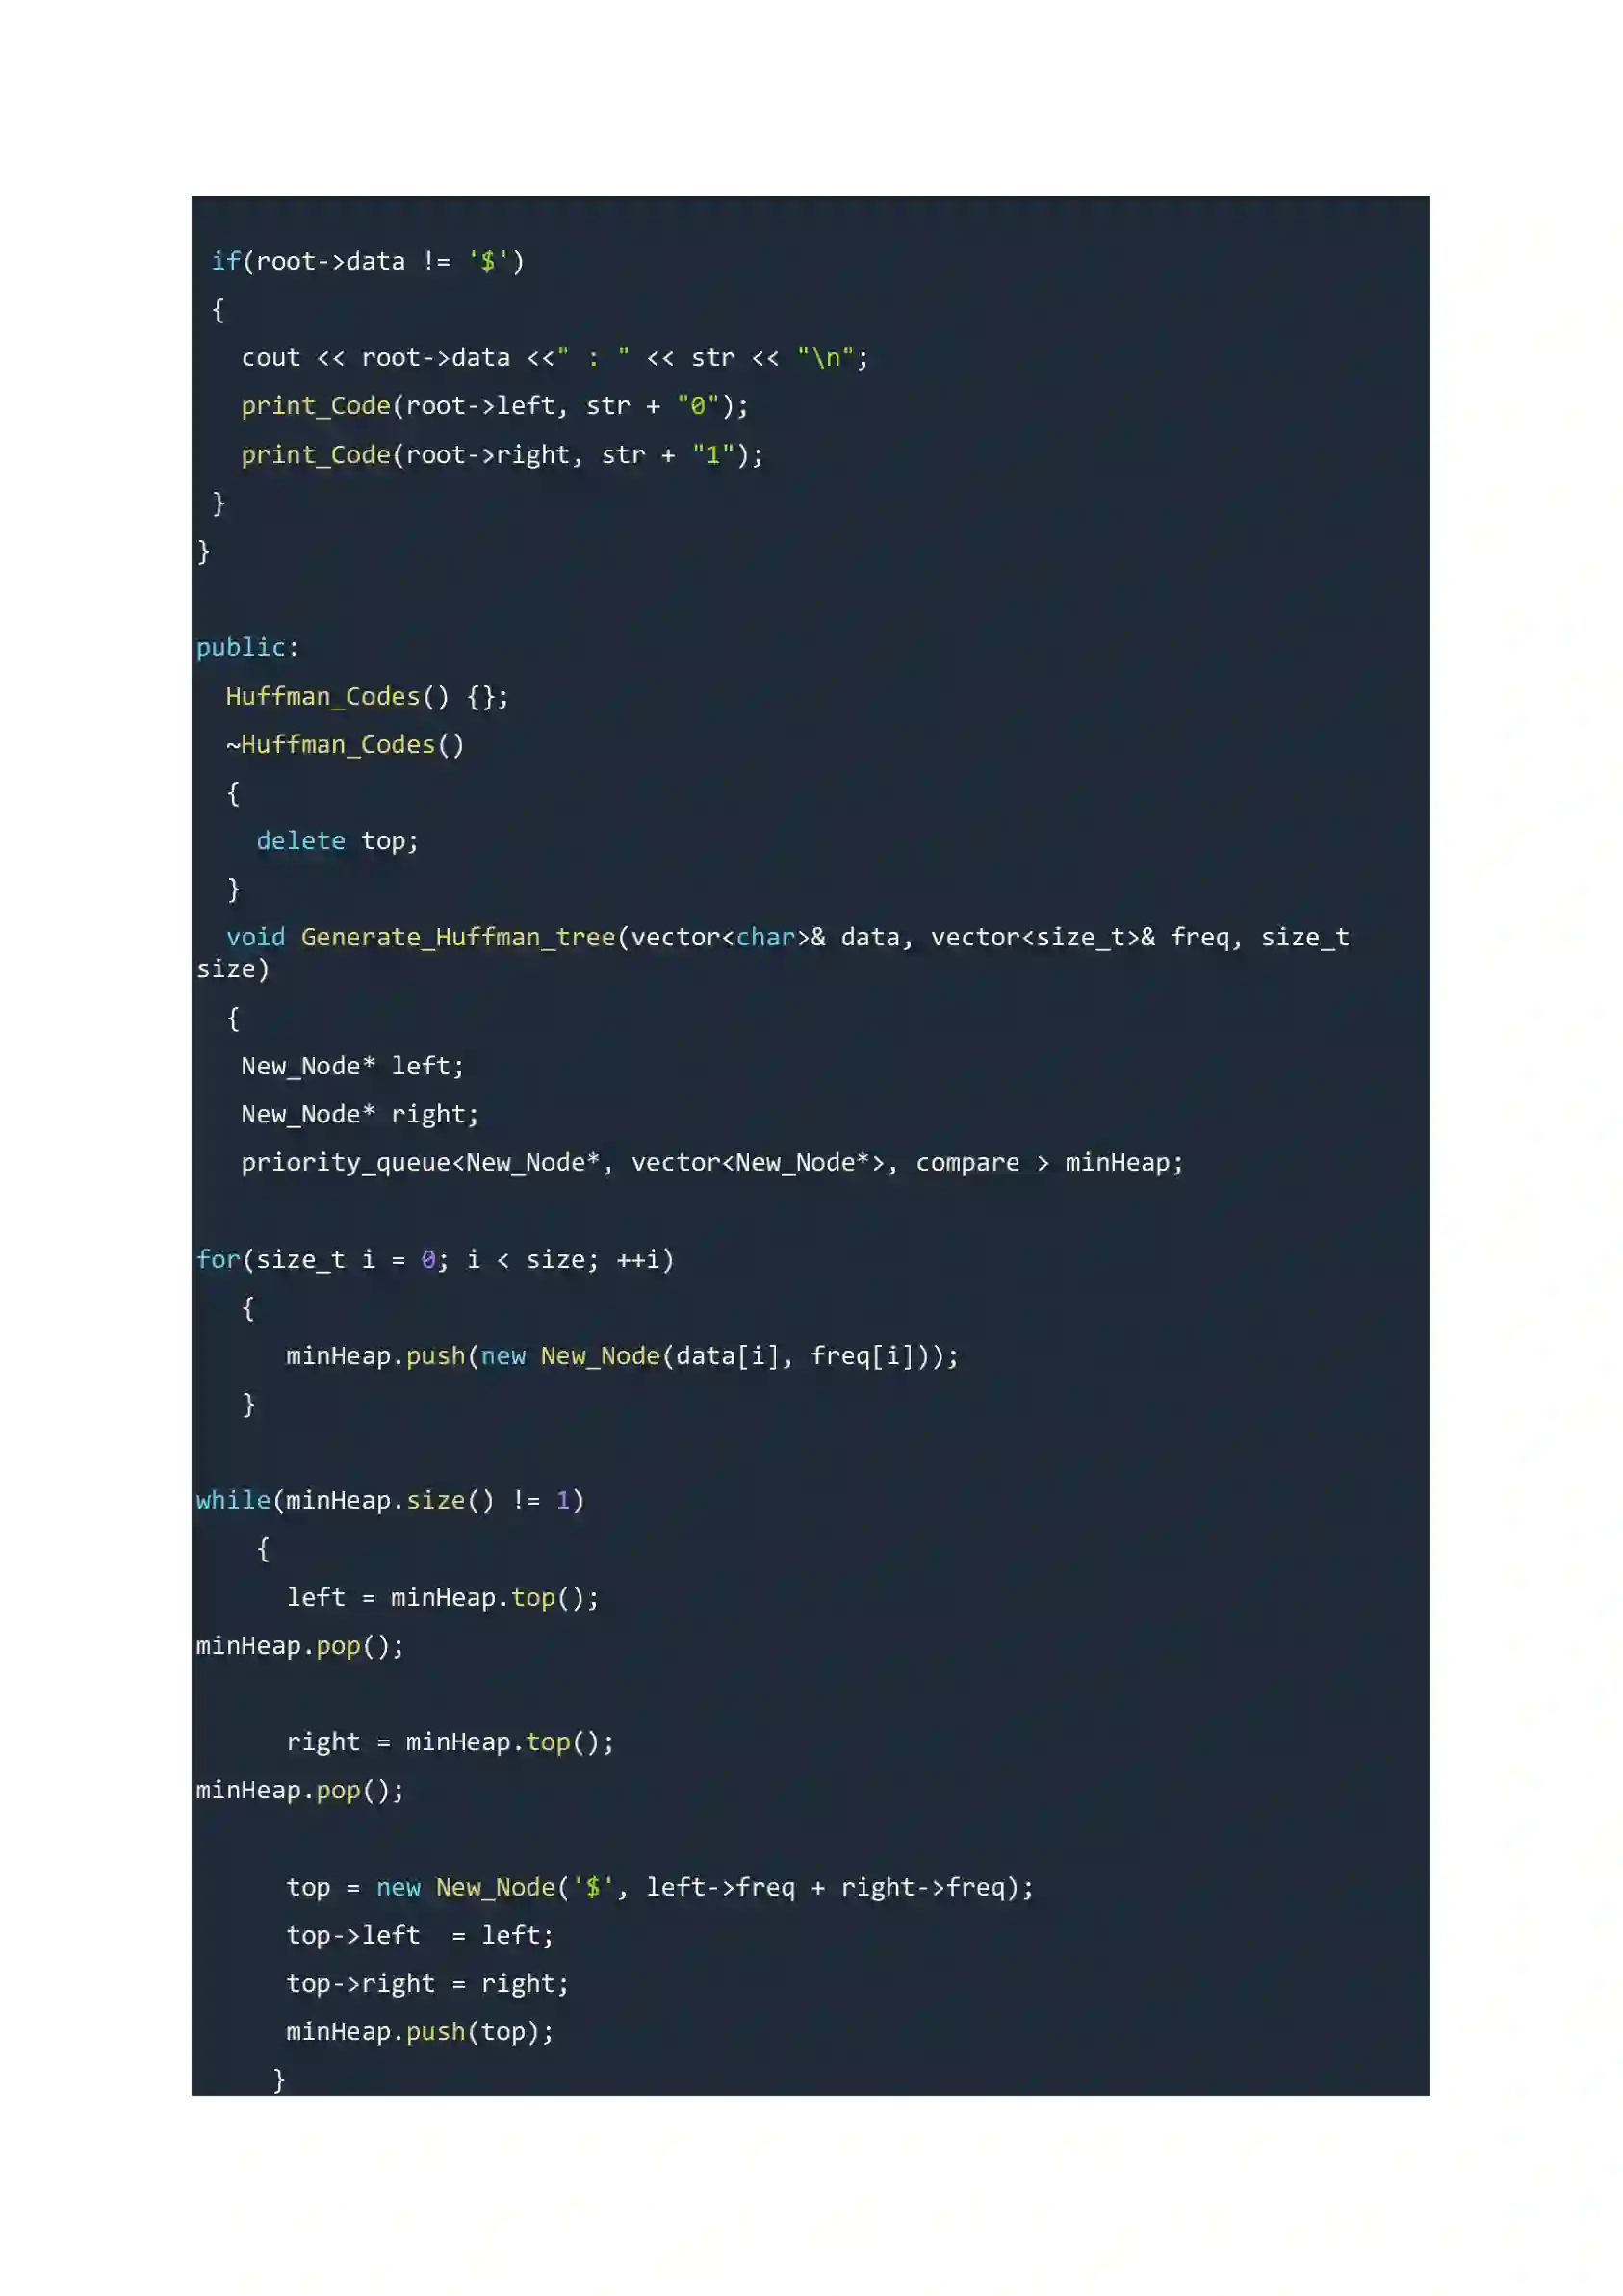 if(root->data != '$')
{
cout << root->data <<" : " << str << "\n";
print_Code(root->left, str + "0");
print_Code(root->right, str + "1");
}
}
public:
Huffman_Codes() {};
~Huffman_Codes()
{
delete top;
}
void Generate_Huffman_tree(vector<char>& data, vector<size_t>& freq, size_t
size)
{
New_Node* left;
New_Node* right;
priority_queue<New_Node*, vector<New_Node*>, compare > minHeap;
for(size_t i = 0; i < size; ++i)
{
minHeap.push(new New_Node(data[i], freq[i]));
}
while(minHeap.size() != 1)
{
left = minHeap.top();
minHeap.pop();
right = minHeap.top();
minHeap.pop();
top = new New_Node('$', left->freq + right->freq);
top->left  = left;
top->right = right;
minHeap.push(top);
}